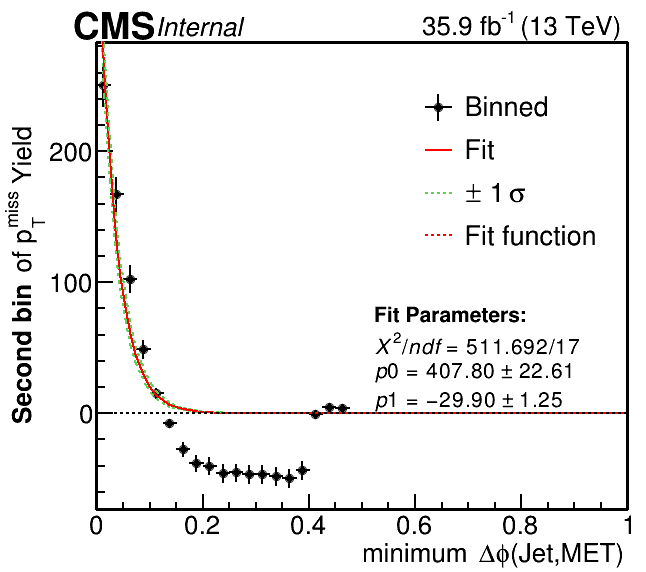 CMS Internal 35.9 fb⁻¹ (13 TeV)
Second bin of p_T^miss Yield
200
100
0
Binned
Fit
± 1 σ
Fit function
Fit Parameters:
X²/ndf = 511.692/17
p0 = 407.80 ± 22.61
p1 = −29.90 ± 1.25
0 0.2 0.4 0.6 0.8 1
minimum Δϕ(Jet,MET)